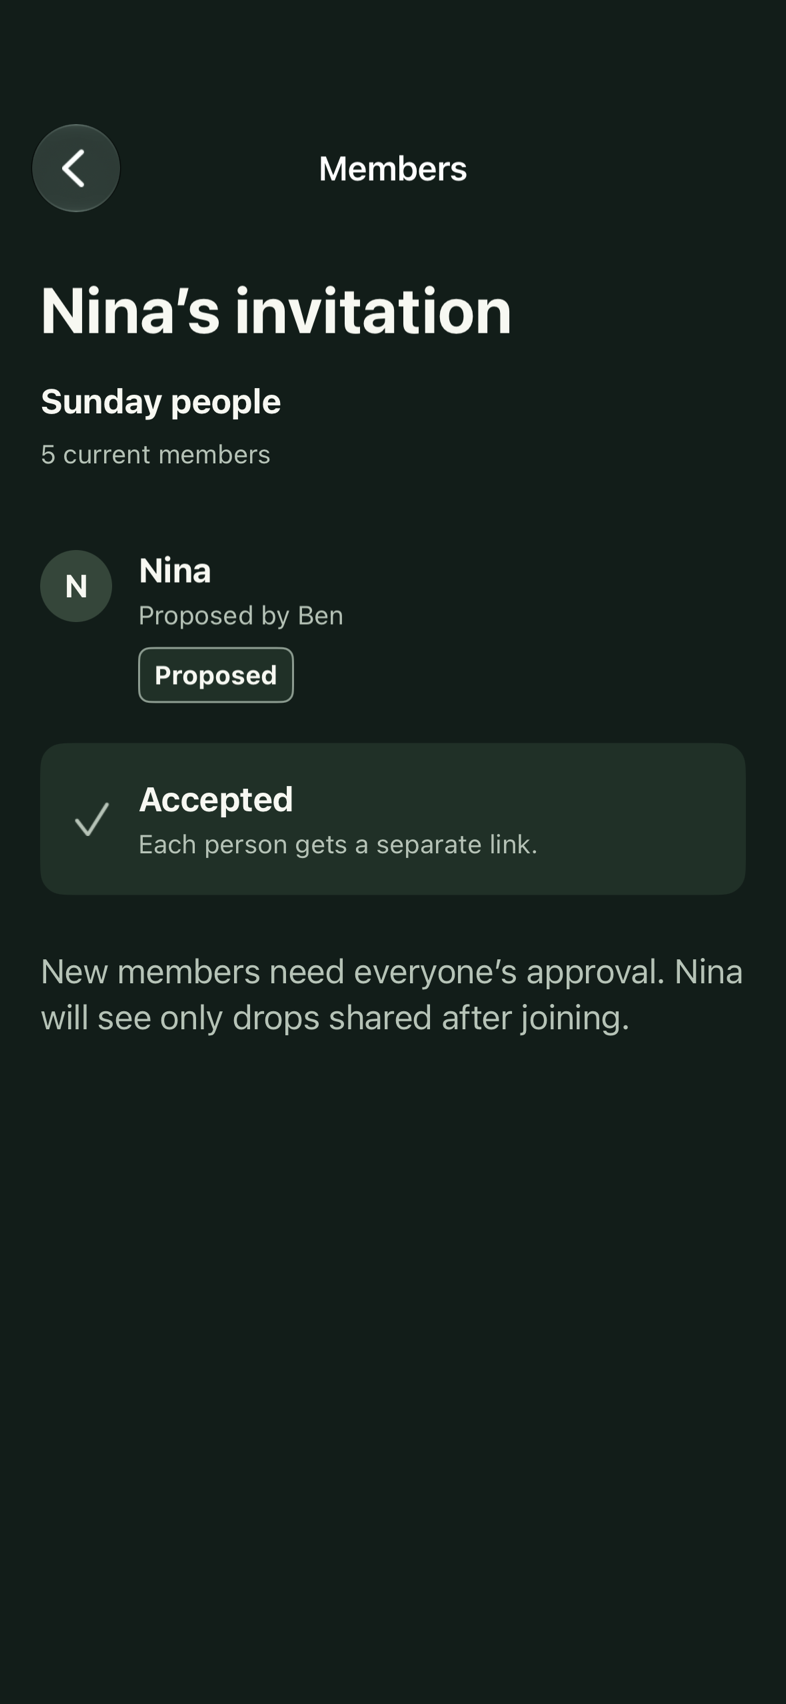 Members
Nina’s invitation
Sunday people
5 current members
N
Nina
Proposed by Ben
Proposed
Accepted
Each person gets a separate link.
New members need everyone’s approval. Nina
will see only drops shared after joining.